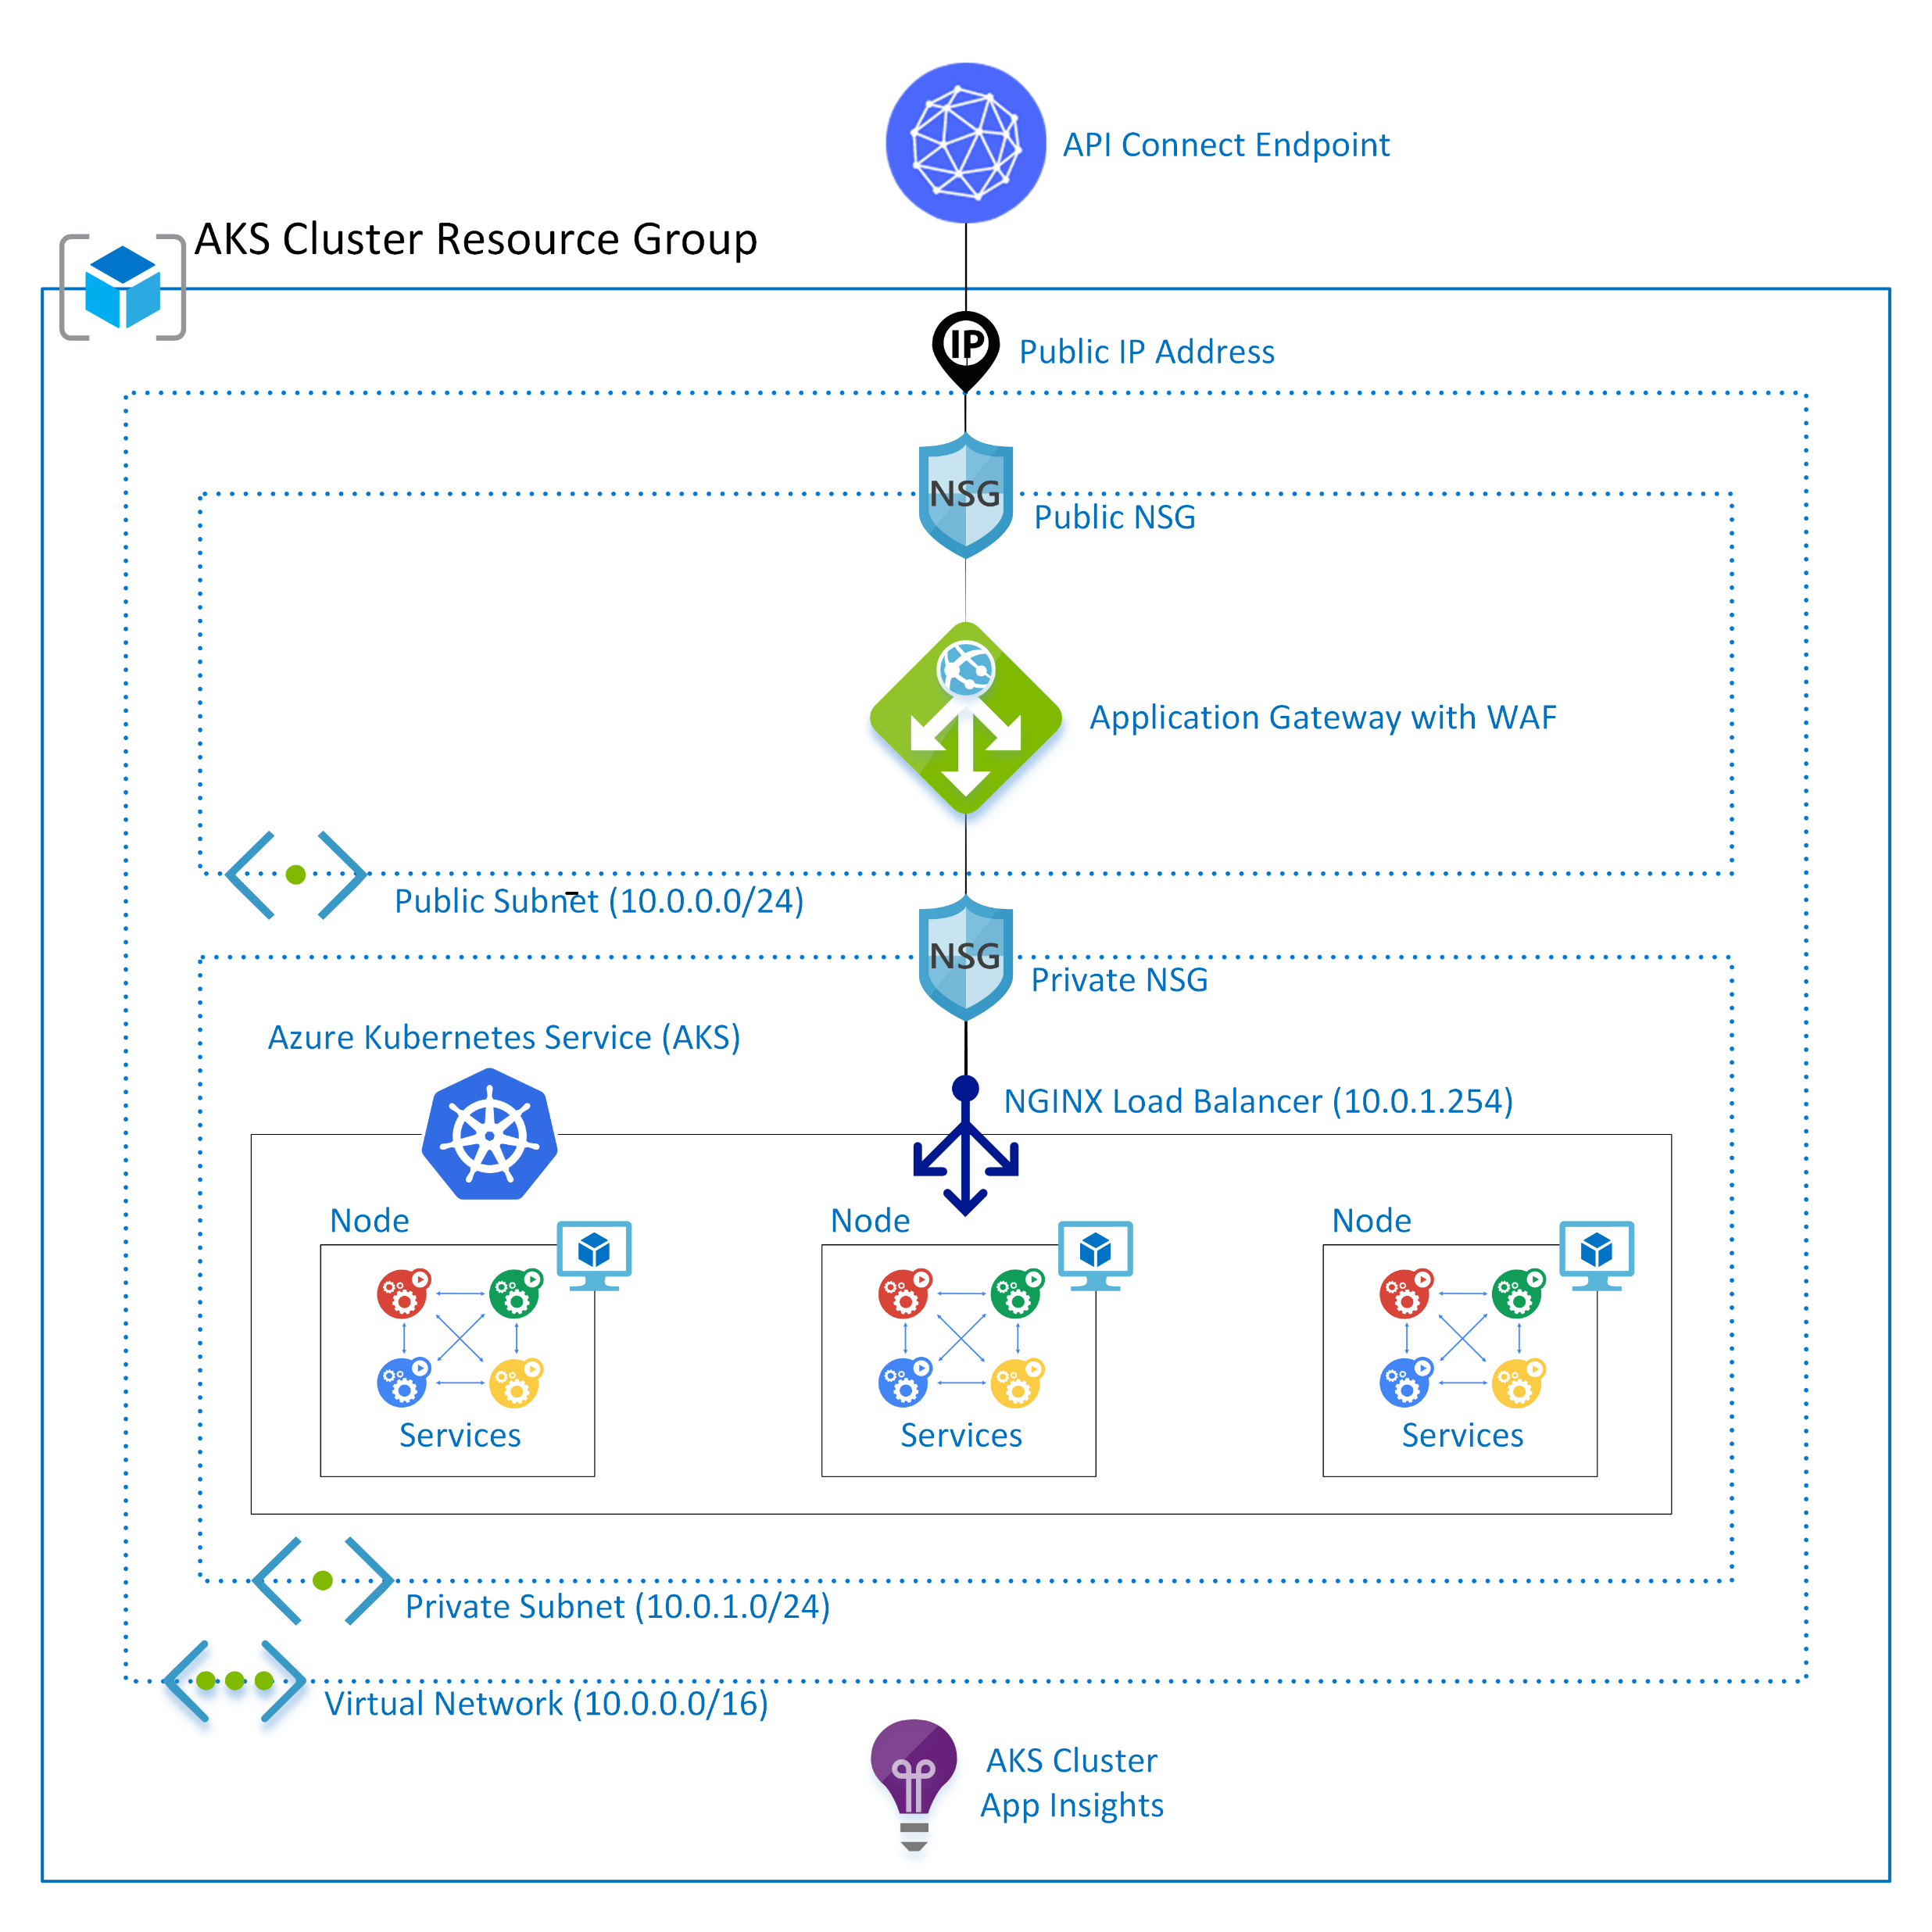 API Connect Endpoint
AKS Cluster Resource Group
IP
Public IP Address
NSG
Public NSG
Application Gateway with WAF
Public Subnet (10.0.0.0/24)
NSG
Private NSG
Azure Kubernetes Service (AKS)
NGINX Load Balancer (10.0.1.254)
Node
Node
Node
Services
Services
Services
Private Subnet (10.0.1.0/24)
Virtual Network (10.0.0.0/16)
AKS Cluster
App Insights